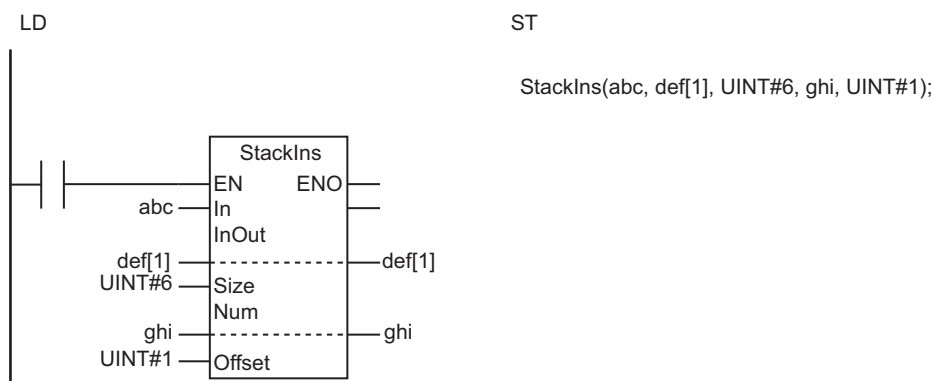 LD
ST
StackIns(abc, def[1], UINT#6, ghi, UINT#1);
StackIns
EN ENO
abc In
InOut
def[1] def[1]
UINT#6 Size
Num
ghi ghi
UINT#1 Offset